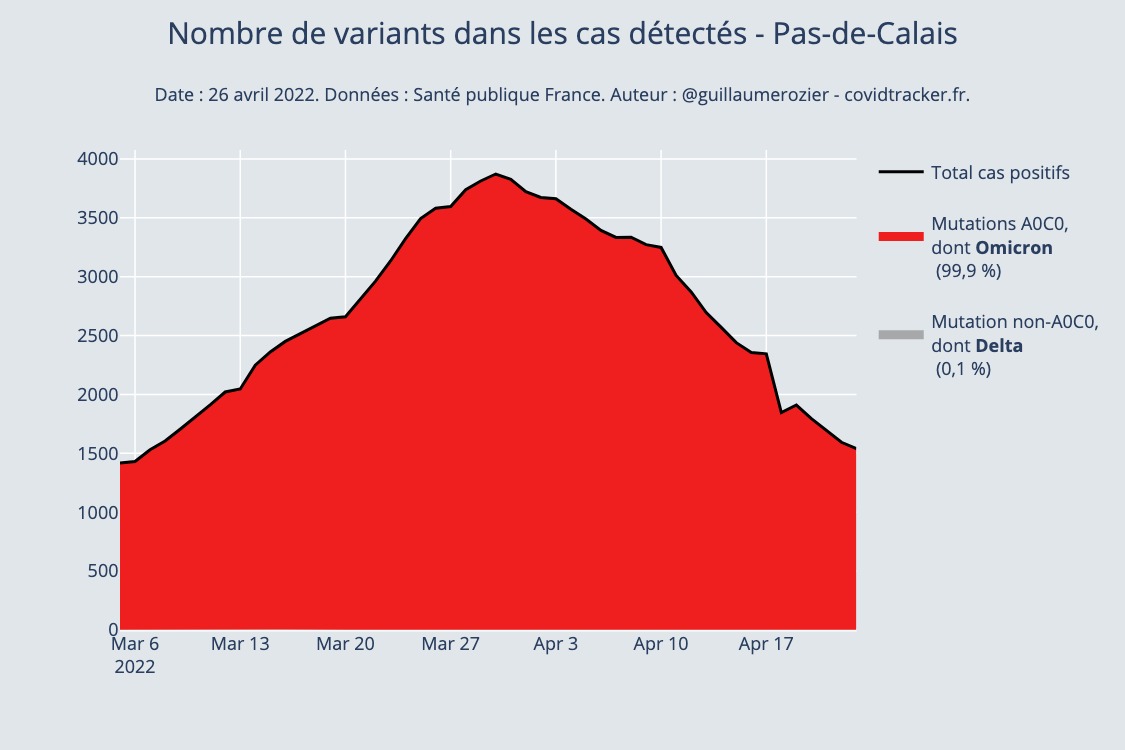 Nombre de variants dans les cas détectés - Pas-de-Calais
Date : 26 avril 2022. Données : Santé publique France. Auteur : @guillaumerozier - covidtracker.fr.
4000
3500
3000
2500
2000
1500
1000
500
0
Mar 6
2022
Mar 13
Mar 20
Mar 27
Apr 3
Apr 10
Apr 17
Total cas positifs
Mutations A0C0,
dont Omicron
(99,9 %)
Mutation non-A0C0,
dont Delta
(0,1 %)